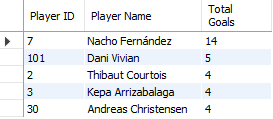 Player ID Player Name Total Goals
7 Nacho Fernández 14
101 Dani Vivian 5
2 Thibaut Courtois 4
3 Kepa Arrizabalaga 4
30 Andreas Christensen 4